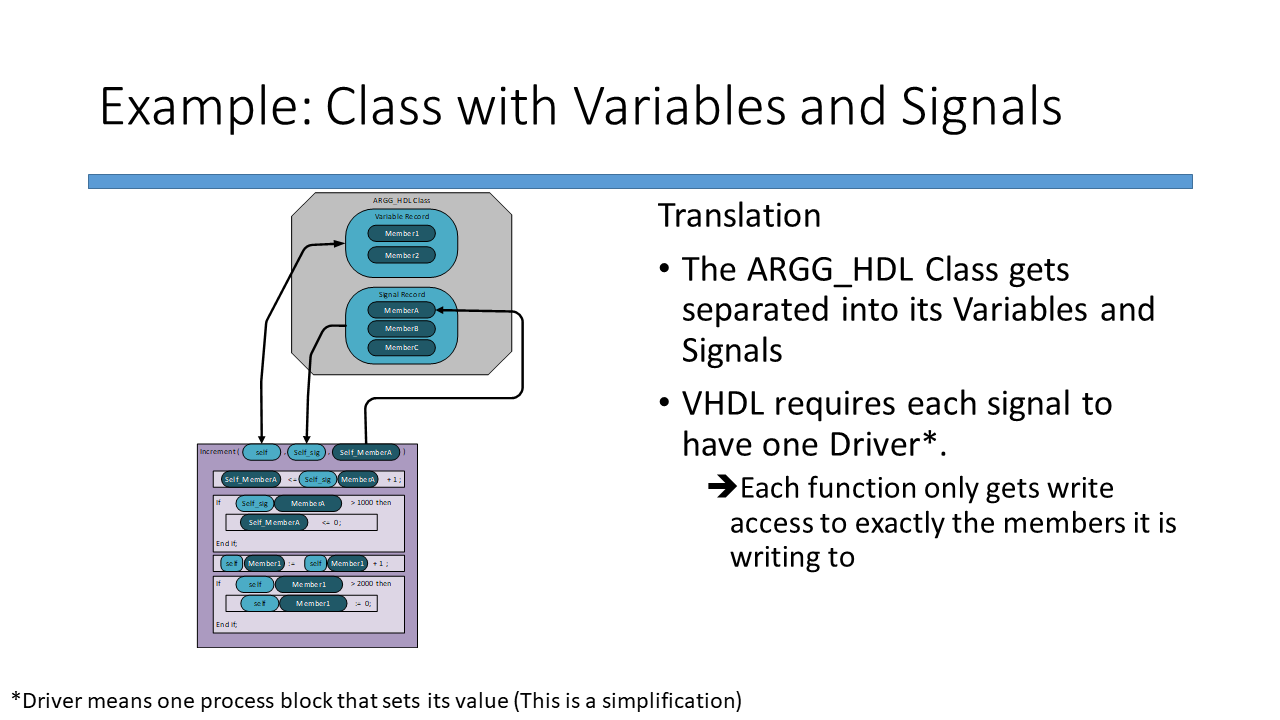 Example: Class with Variables and Signals
ARGG_HDL Class
Variable Record
Member1
Member2
Signal Record
MemberA
MemberB
MemberC
Increment( self , Self_sig , Self_MemberA )
Self_MemberA <= Self_sig MemberA + 1 ;
If Self_sig MemberA > 1000 then
Self_MemberA <= 0;
End if;
self Member1 := self Member1 + 1 ;
If self Member1 > 2000 then
self Member1 := 0;
End if;
Translation
• The ARGG_HDL Class gets
separated into its Variables and
Signals
• VHDL requires each signal to
have one Driver*.
➔Each function only gets write
access to exactly the members it is
writing to
*Driver means one process block that sets its value (This is a simplification)